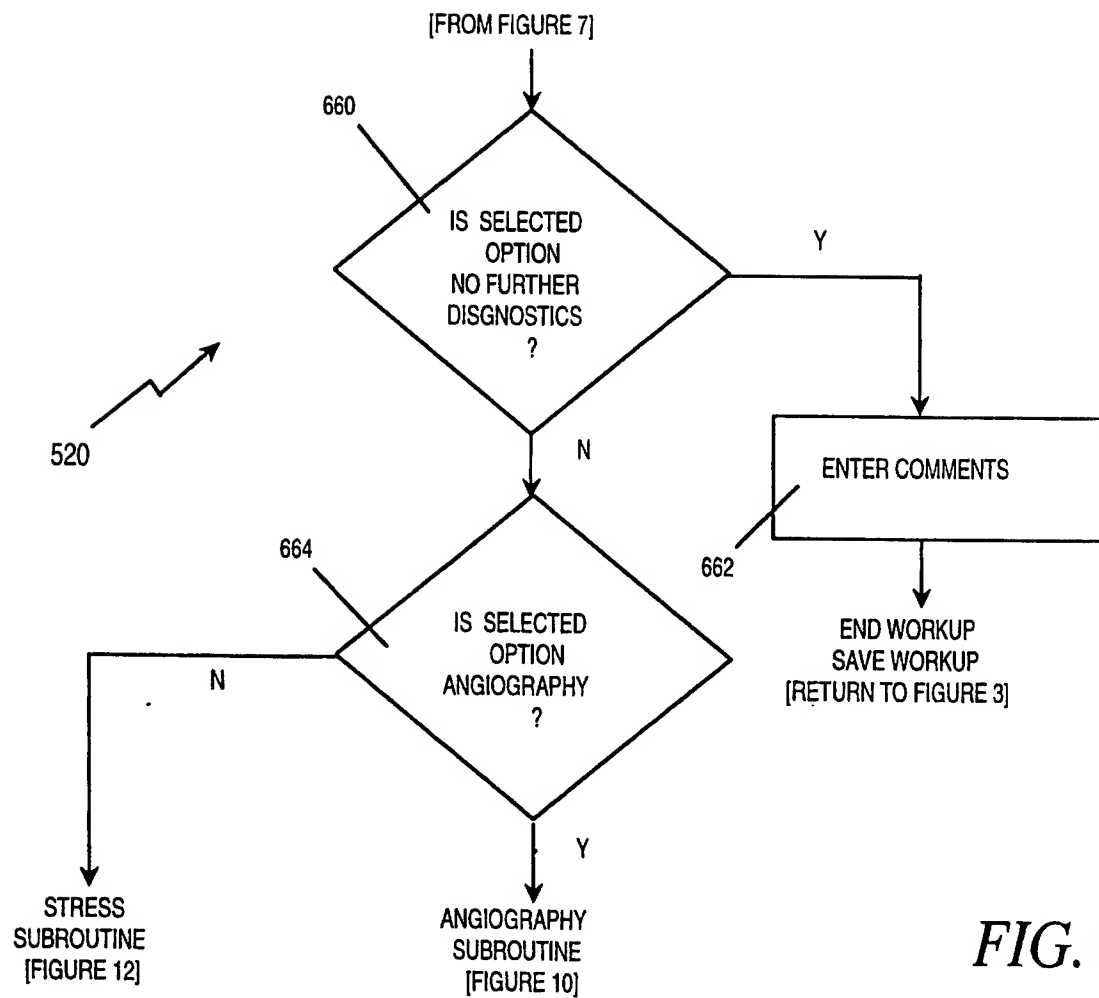 [FROM FIGURE 7]
660
IS SELECTED
OPTION
NO FURTHER
DISGNOSTICS
?
Y
520
N
ENTER COMMENTS
662
664
IS SELECTED
OPTION
ANGIOGRAPHY
?
N
END WORKUP
SAVE WORKUP
[RETURN TO FIGURE 3]
Y
STRESS
SUBROUTINE
[FIGURE 12]
ANGIOGRAPHY
SUBROUTINE
[FIGURE 10]
FIG.